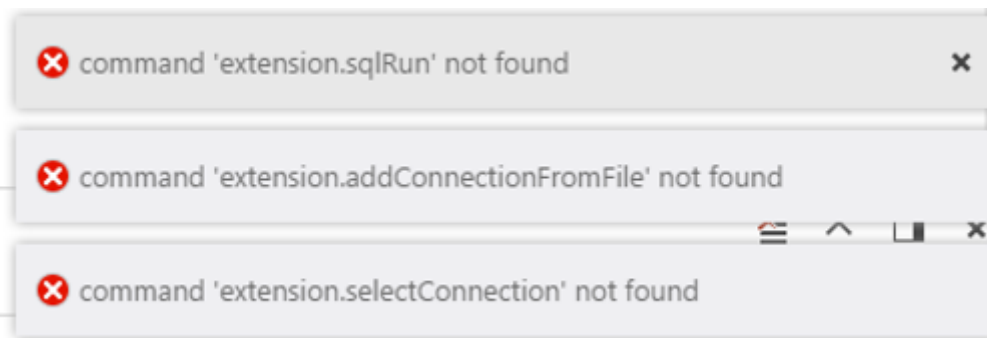 command 'extension.sqlRun' not found
command 'extension.addConnectionFromFile' not found
command 'extension.selectConnection' not found